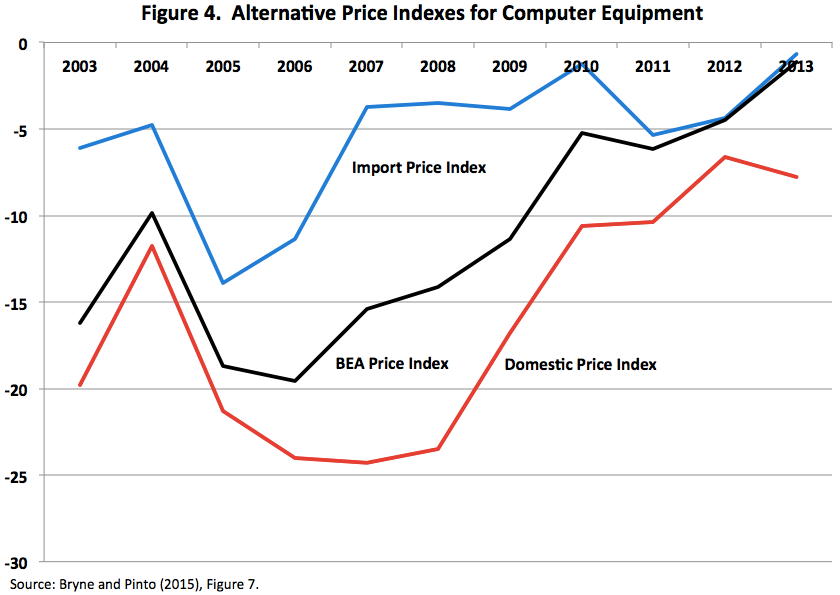 Figure 4.  Alternative Price Indexes for Computer Equipment
0
2003 2004 2005 2006 2007 2008 2009 2010 2011 2012 2013
-5
Import Price Index
-10
-15
BEA Price Index
Domestic Price Index
-20
-25
-30
Source: Bryne and Pinto (2015), Figure 7.